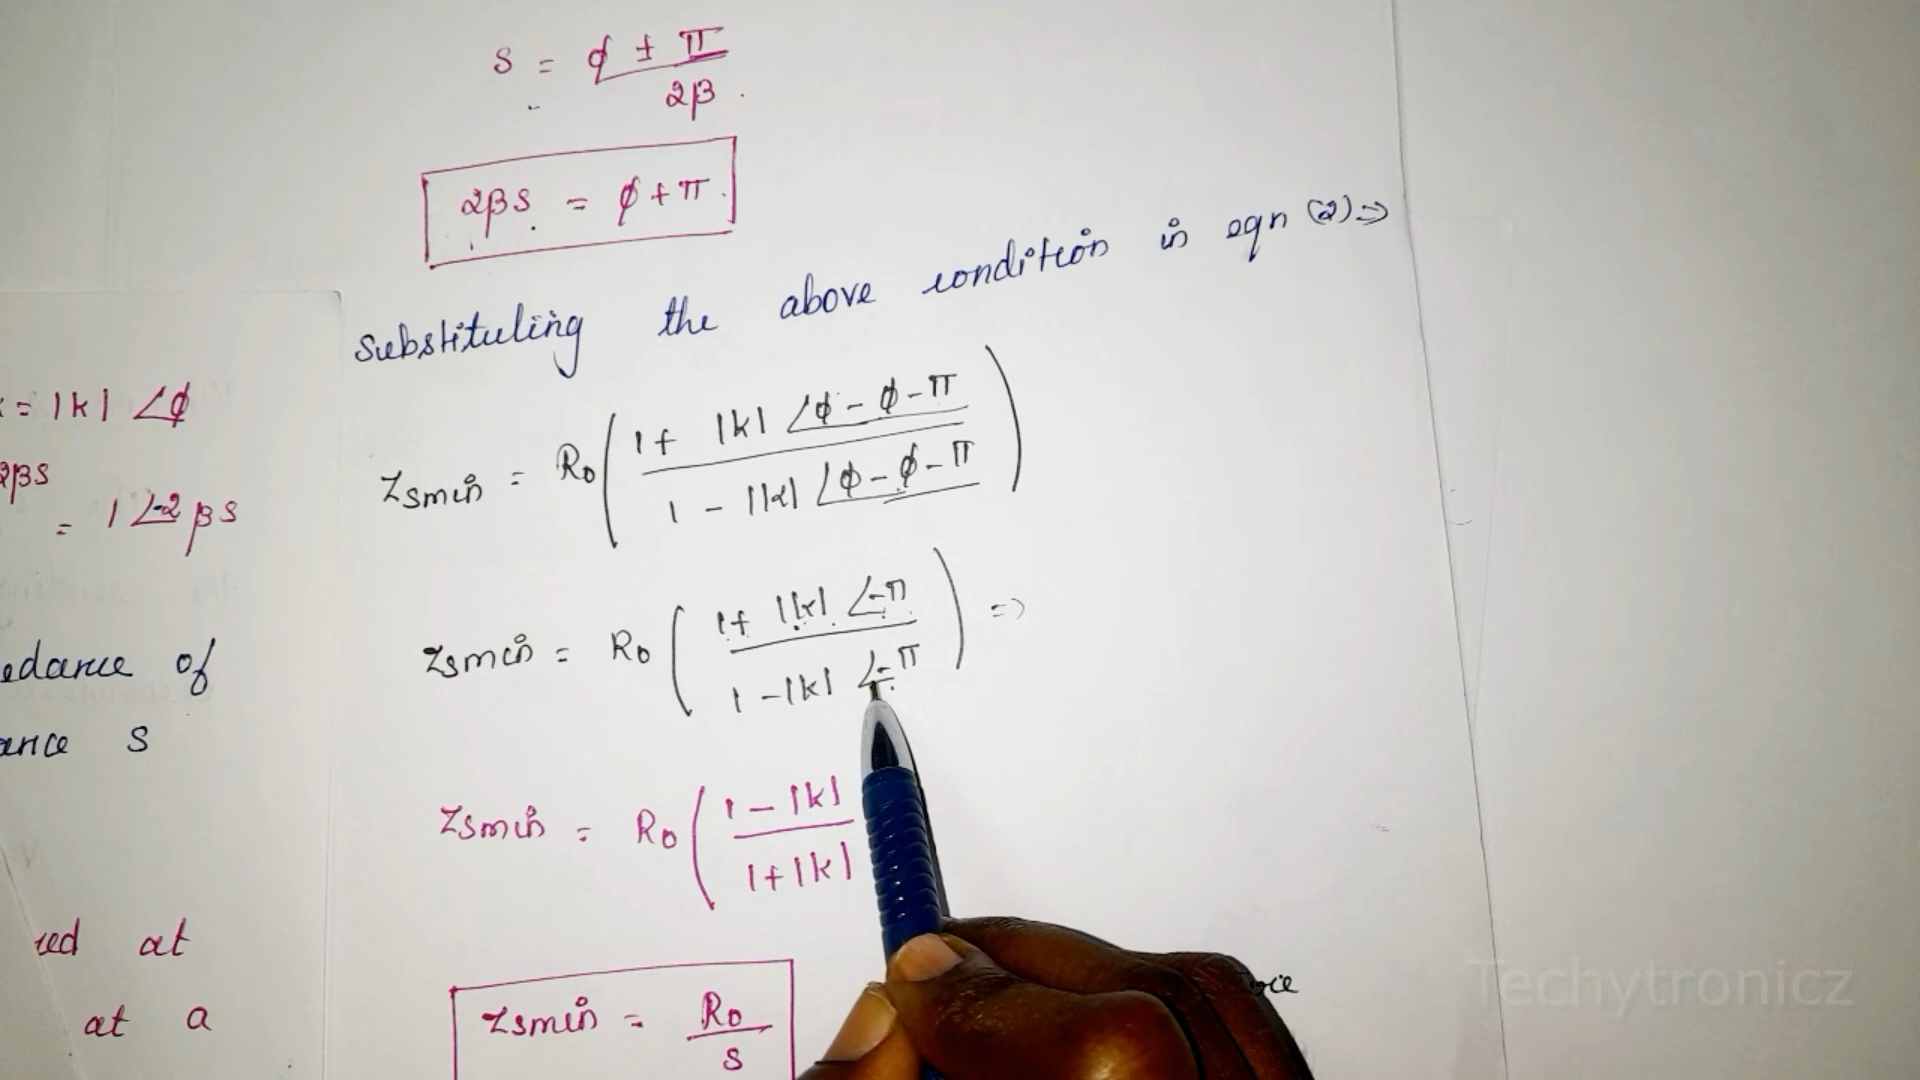 s = ϕ ± π / 2β .
2βs = ϕ + π .
Substituting the above condition in eqn (2) ⇒
Zsmin = R0 ( 1 + |k| ∠ϕ - ϕ - π / 1 - |k| ∠ϕ - ϕ - π )
Zsmin = R0 ( 1 + |k| ∠-π / 1 - |k| ∠-π ) ⇒
Zsmin = R0 ( 1 - |k| / 1 + |k|
Zsmin = R0 / s
= |k| ∠ϕ
2βs = 1 ∠-2βs
edance of
ance s
at
at a
Techytronicz